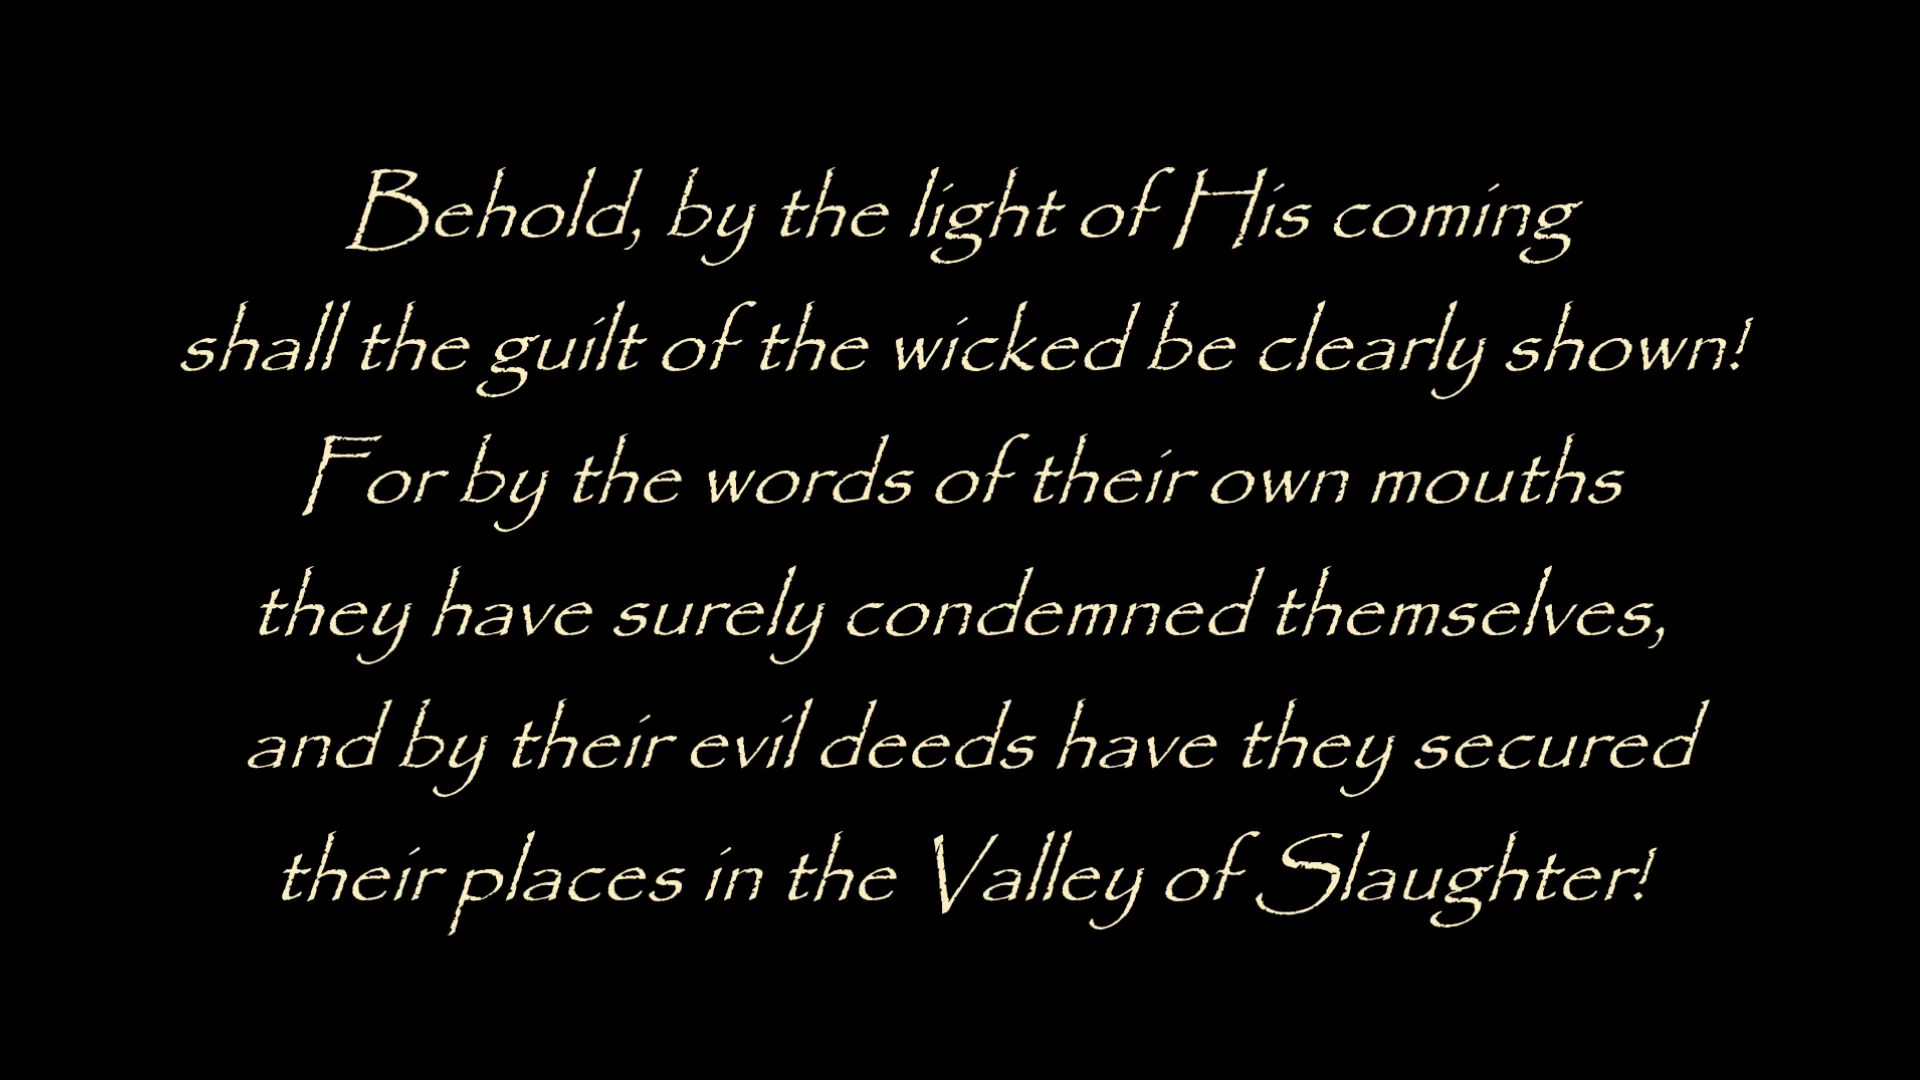 Behold, by the light of His coming
shall the guilt of the wicked be clearly shown!
For by the words of their own mouths
they have surely condemned themselves,
and by their evil deeds have they secured
their places in the Valley of Slaughter!